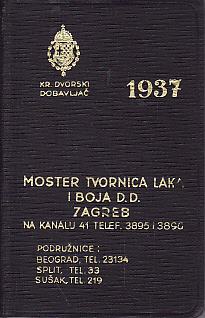 KR. DVORSKI
DOBAVLJAČ
1937
MOSTER TVORNICA LAKA
I BOJA D.D.
ZAGREB
NA KANALU 41 TELEF. 3895 I 3896
PODRUŽNICE:
BEOGRAD, TEL. 23134
SPLIT, TEL. 33
SUŠAK, TEL 219